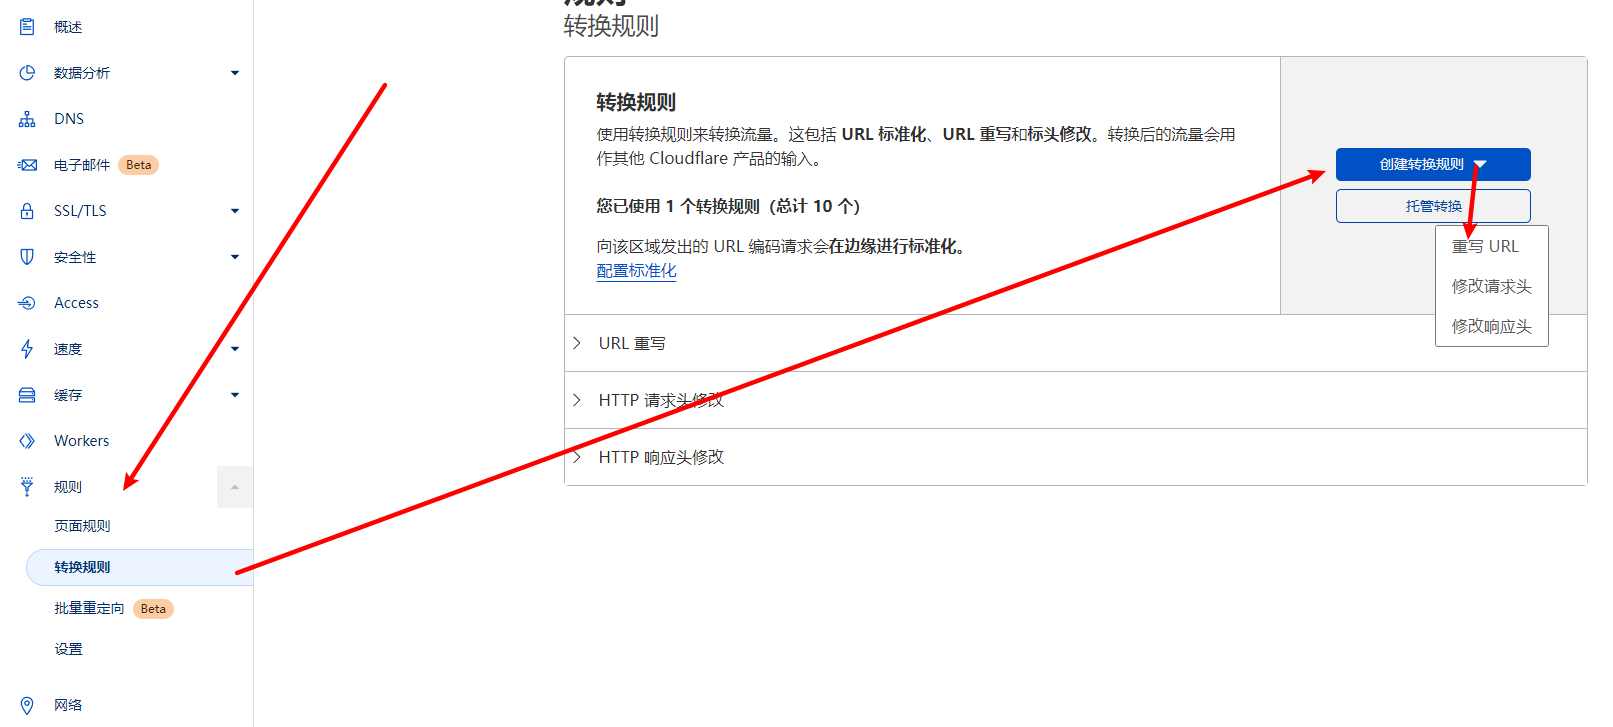 概述
数据分析
DNS
电子邮件 Beta
SSL/TLS
安全性
Access
速度
缓存
Workers
规则
页面规则
转换规则
批量重定向 Beta
设置
网络
转换规则
转换规则
使用转换规则来转换流量。这包括 URL 标准化、URL 重写和标头修改。转换后的流量会用
作其他 Cloudflare 产品的输入。
您已使用 1 个转换规则（总计 10 个）
向该区域发出的 URL 编码请求会在边缘进行标准化。
配置标准化
创建转换规则
托管转换
重写 URL
修改请求头
修改响应头
URL 重写
HTTP 请求头修改
HTTP 响应头修改